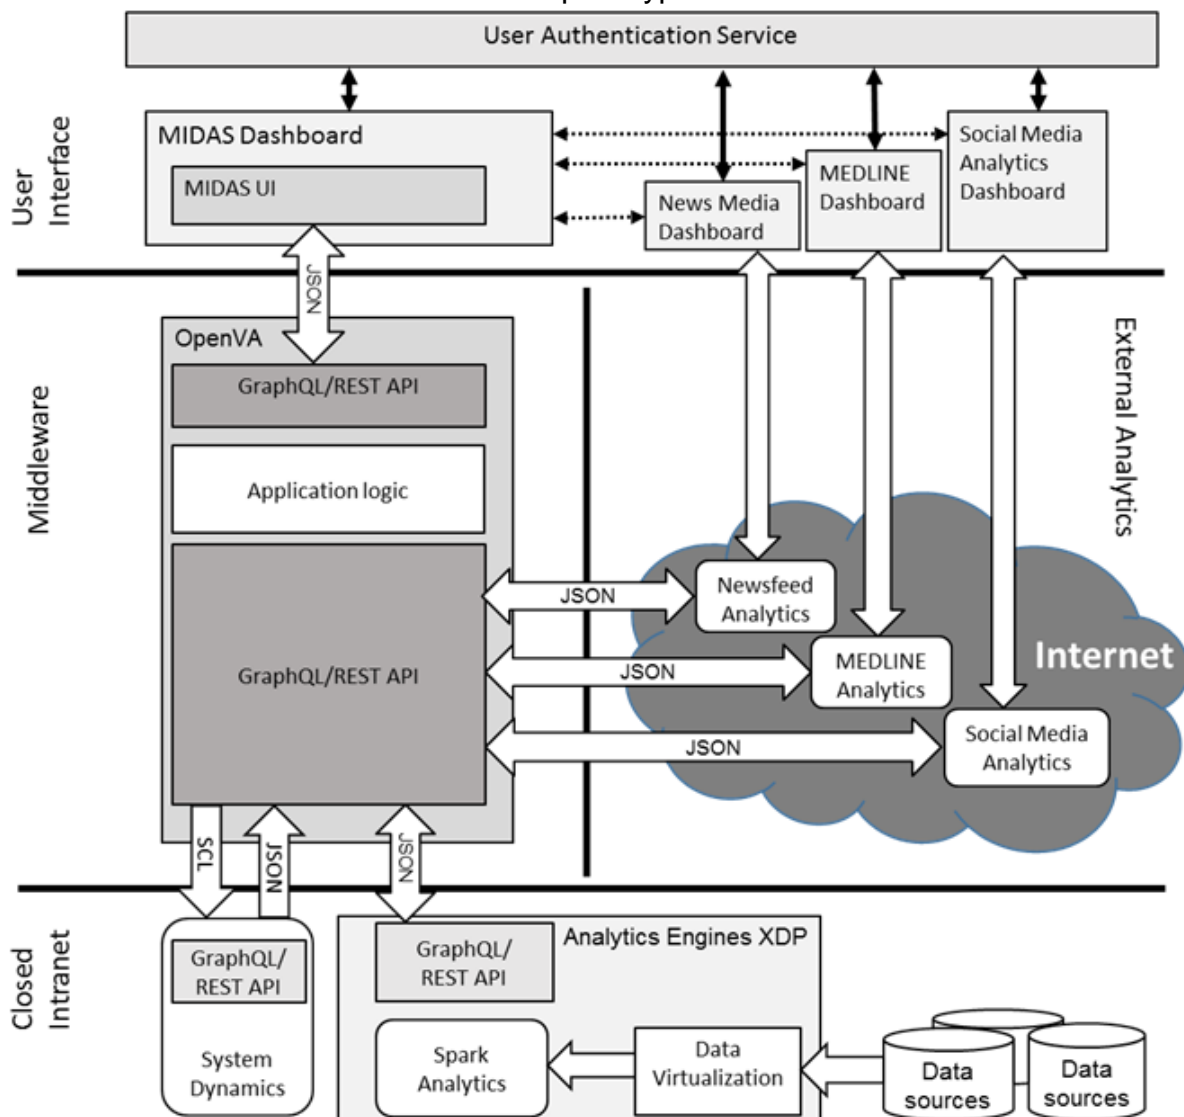 User Authentication Service
User
Interface
MIDAS Dashboard
MIDAS UI
News Media
Dashboard
MEDLINE
Dashboard
Social Media
Analytics
Dashboard
JSON
Middleware
OpenVA
GraphQL/REST API
Application logic
GraphQL/REST API
External Analytics
JSON
JSON
JSON
Newsfeed
Analytics
MEDLINE
Analytics
Social Media
Analytics
Internet
SCL
JSON
JSON
Closed
Intranet
GraphQL/
REST API
System
Dynamics
Analytics Engines XDP
GraphQL/
REST API
Spark
Analytics
Data
Virtualization
Data
sources
Data
sources